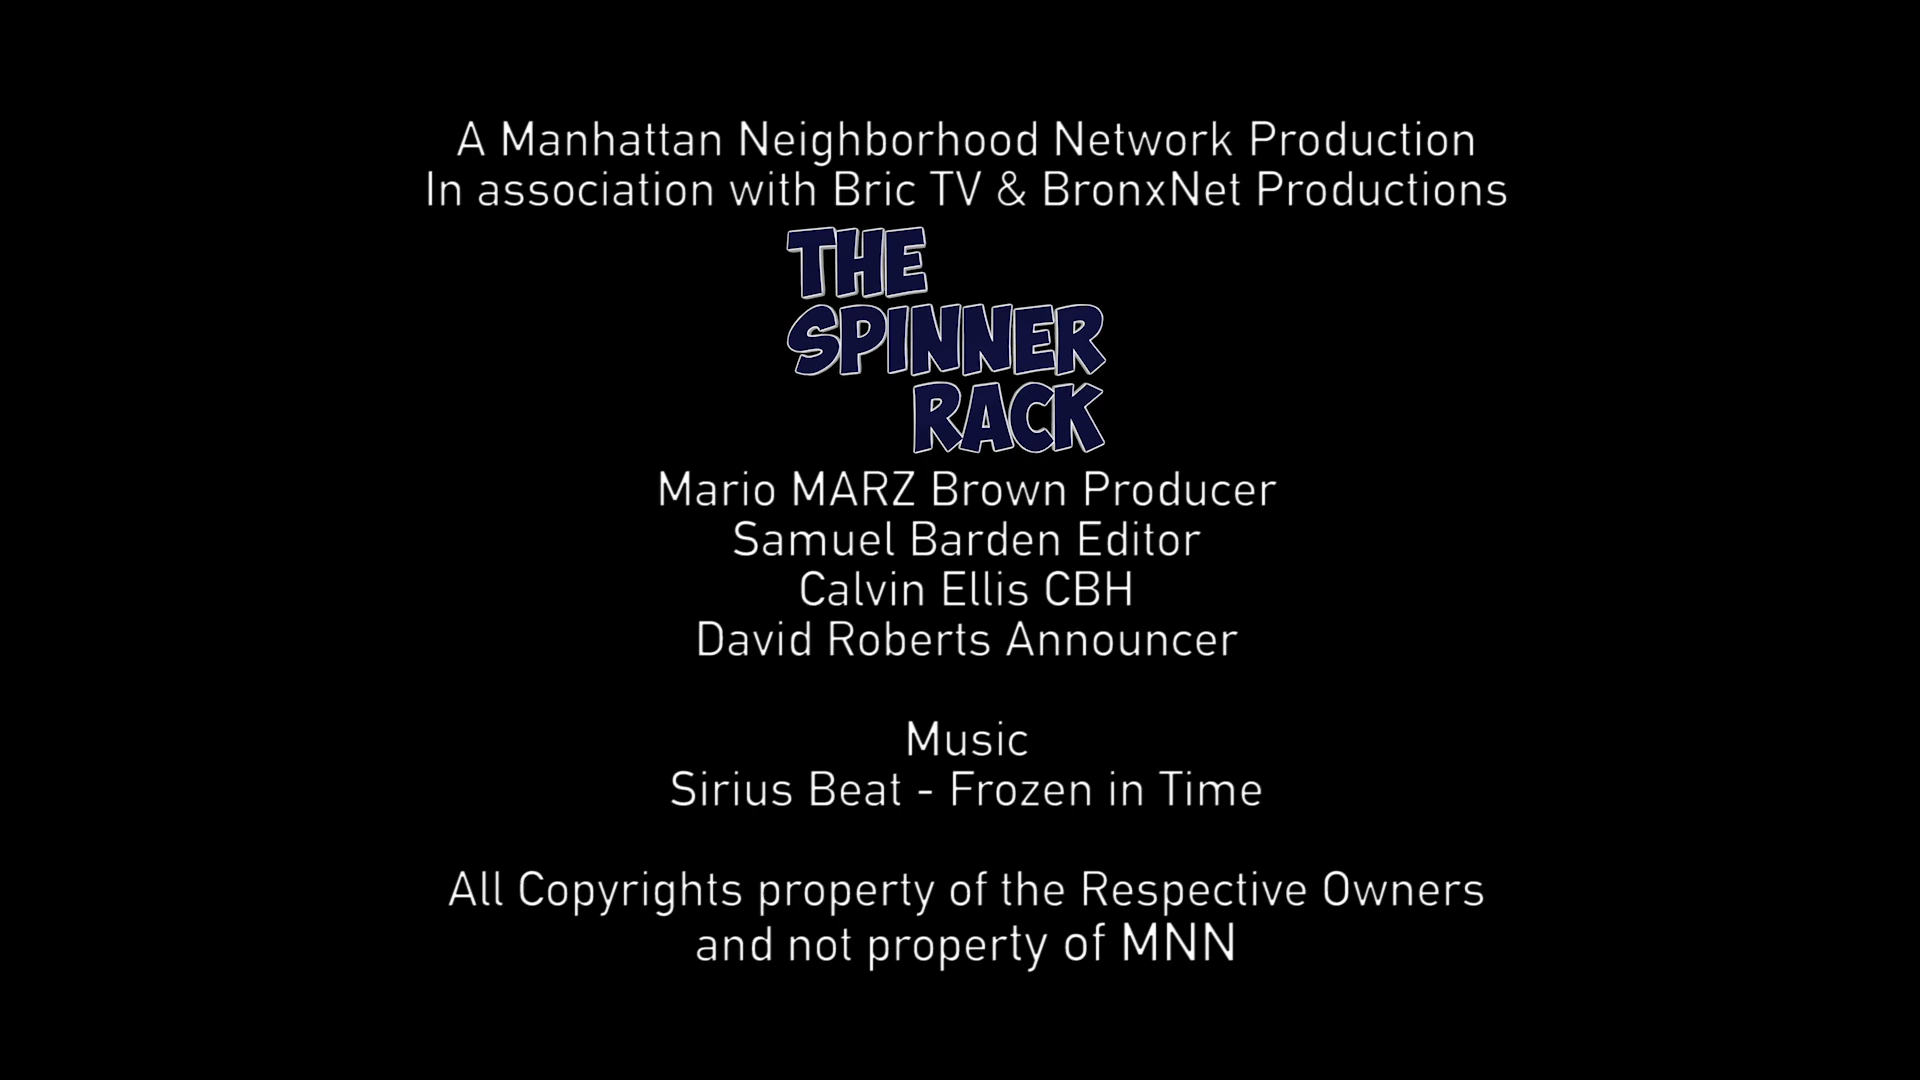 A Manhattan Neighborhood Network Production
In association with Bric TV & BronxNet Productions
THE
SPINNER
RACK
Mario MARZ Brown Producer
Samuel Barden Editor
Calvin Ellis CBH
David Roberts Announcer
Music
Sirius Beat - Frozen in Time
All Copyrights property of the Respective Owners
and not property of MNN